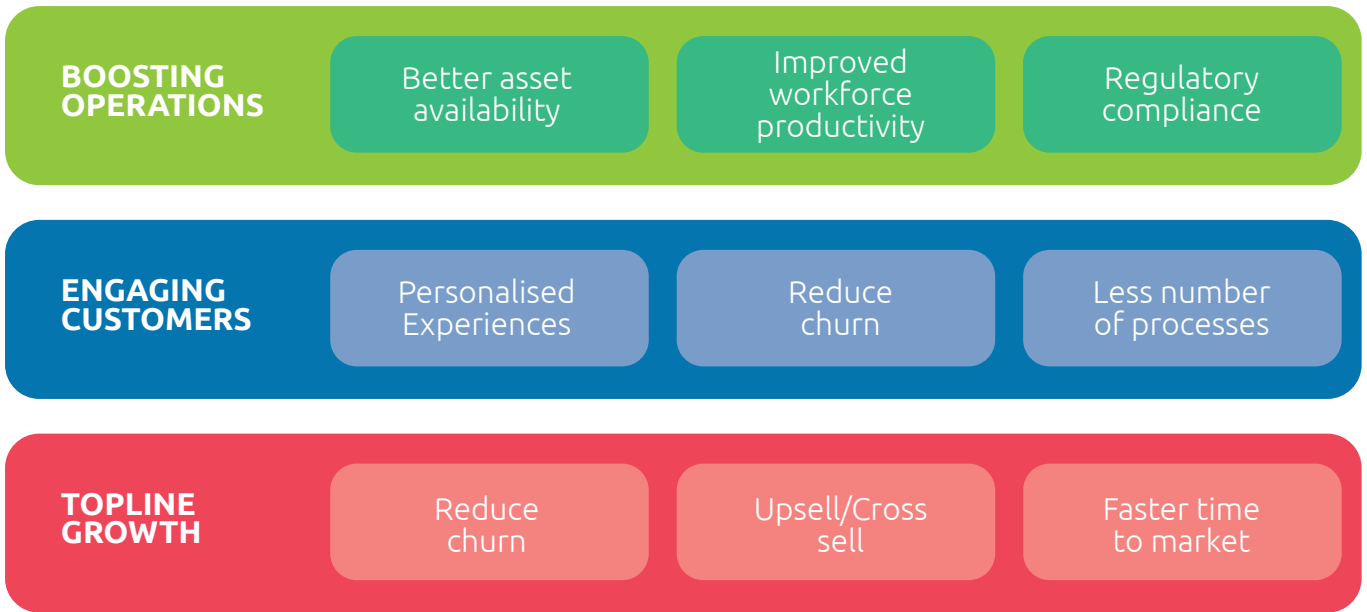 BOOSTING
OPERATIONS
Better asset
availability
Improved
workforce
productivity
Regulatory
compliance
ENGAGING
CUSTOMERS
Personalised
Experiences
Reduce
churn
Less number
of processes
TOPLINE
GROWTH
Reduce
churn
Upsell/Cross
sell
Faster time
to market